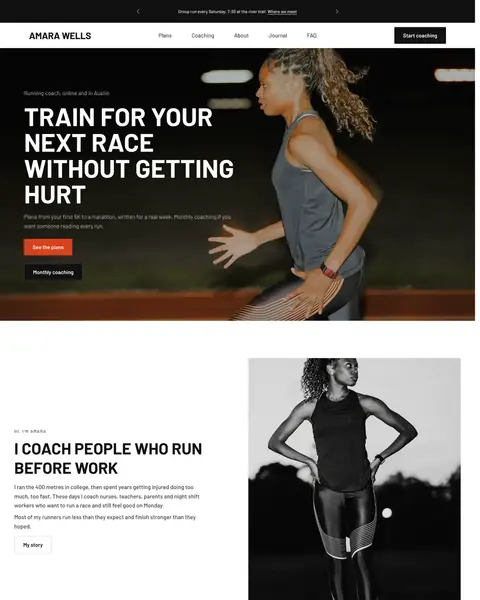 Group run every Saturday, 7:30 at the river trail. Where we meet
AMARA WELLS
Plans
Coaching
About
Journal
FAQ
Start coaching
Running coach, online and in Austin
TRAIN FOR YOUR
NEXT RACE
WITHOUT GETTING
HURT
Plans from your first 5K to a marathon, written for a real week. Monthly coaching if you
want someone reading every run.
See the plans
Monthly coaching
HI, I'M AMARA
I COACH PEOPLE WHO RUN
BEFORE WORK
I ran the 400 metres in college, then spent years getting injured doing too
much, too fast. These days I coach nurses, teachers, parents and night shift
workers who want to run a race and still feel good on Monday.
Most of my runners run less than they expect and finish stronger than they
hoped.
My story